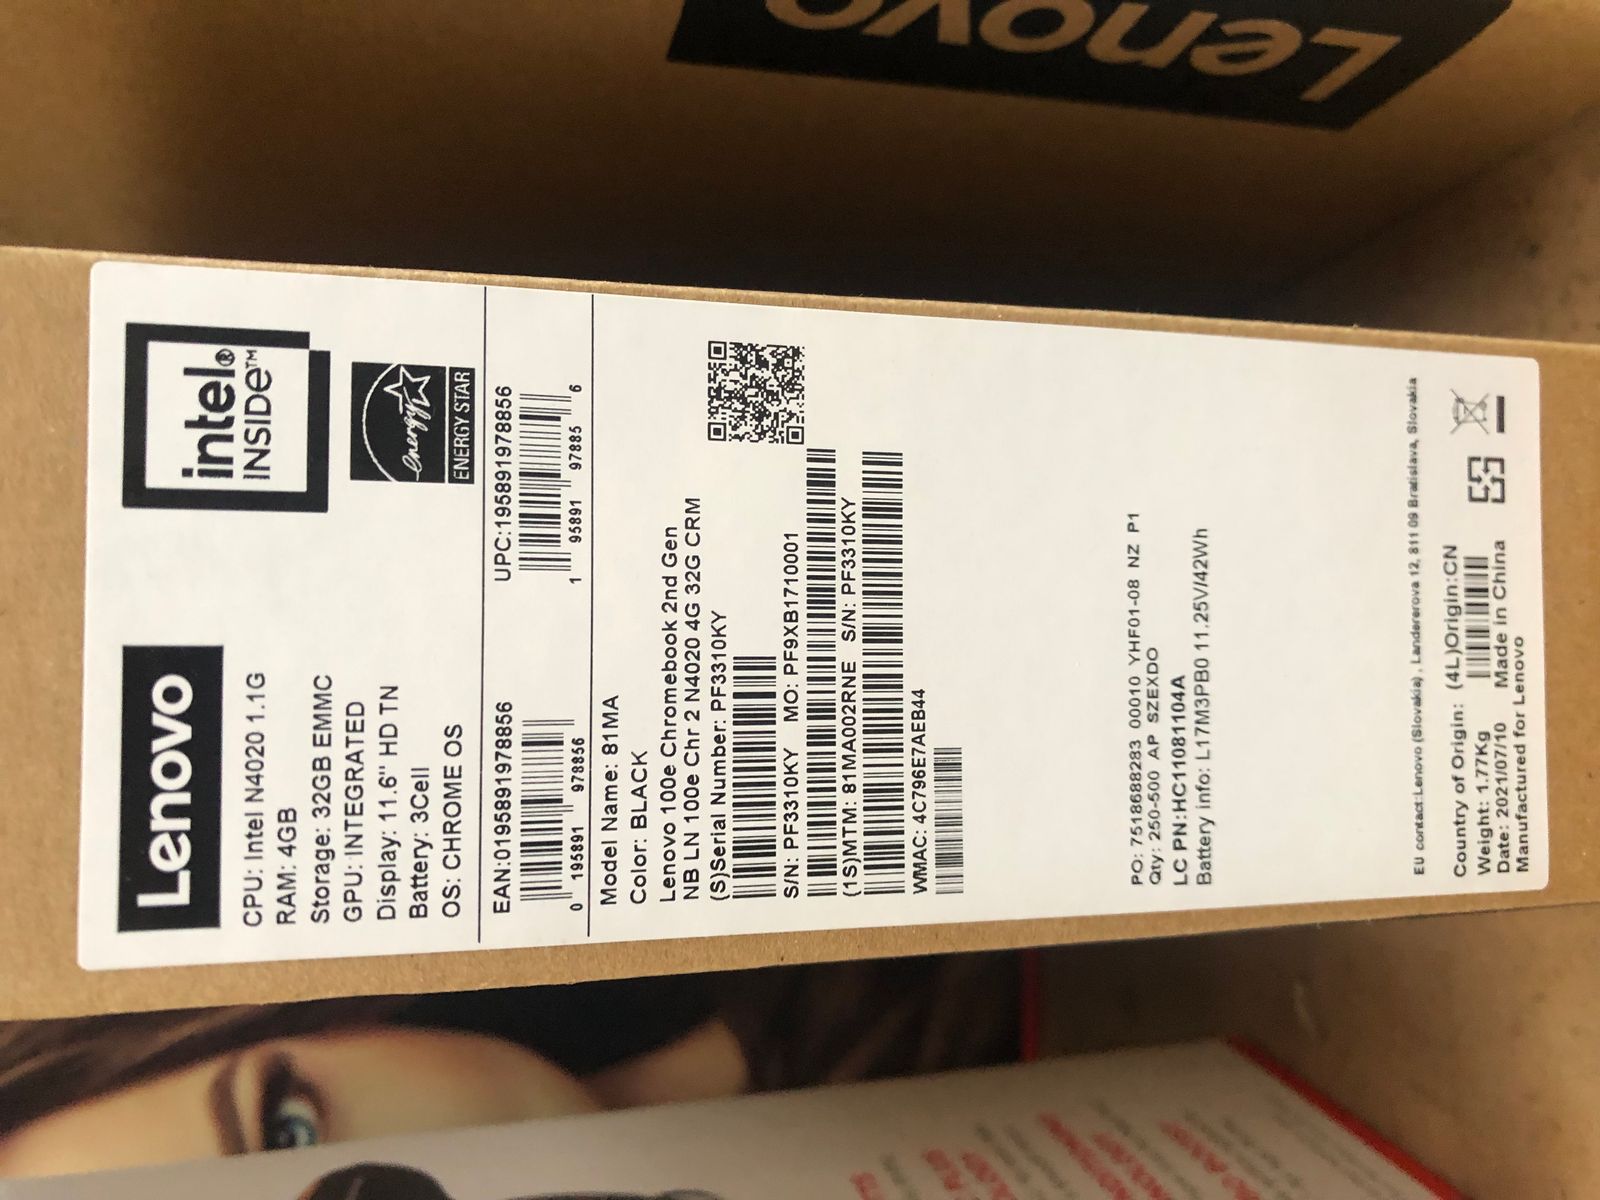 Lenovo
Lenovo
CPU: Intel N4020 1.1G
RAM: 4GB
Storage: 32GB EMMC
GPU: INTEGRATED
Display: 11.6" HD TN
Battery: 3Cell
OS: CHROME OS
intel®
INSIDE™
energy
ENERGY STAR
EAN:0195891978856
0 195891 978856
UPC:195891978856
1 95891 97885 6
Model Name: 81MA
Color: BLACK
Lenovo 100e Chromebook 2nd Gen
NB LN 100e Chr 2 N4020 4G 32G CRM
(S)Serial Number: PF3310KY
S/N: PF3310KY MO: PF9XB1710001
(1S)MTM: 81MA002RNE S/N: PF3310KY
WMAC: 4C796E7AEB44
PO: 7518688283 00010 YHF01-08 NZ P1
Qty: 250-500 AP SZEXDO
LC PN:HC11081104A
Battery Info: L17M3PB0 11.25V/42Wh
EU contact:Lenovo (Slovakia) , Landererova 12, 811 09 Bratislava, Slovakia
Country of Origin: (4L)Origin:CN
Weight: 1.77Kg
Date: 2021/07/10 Made in China
Manufactured for Lenovo